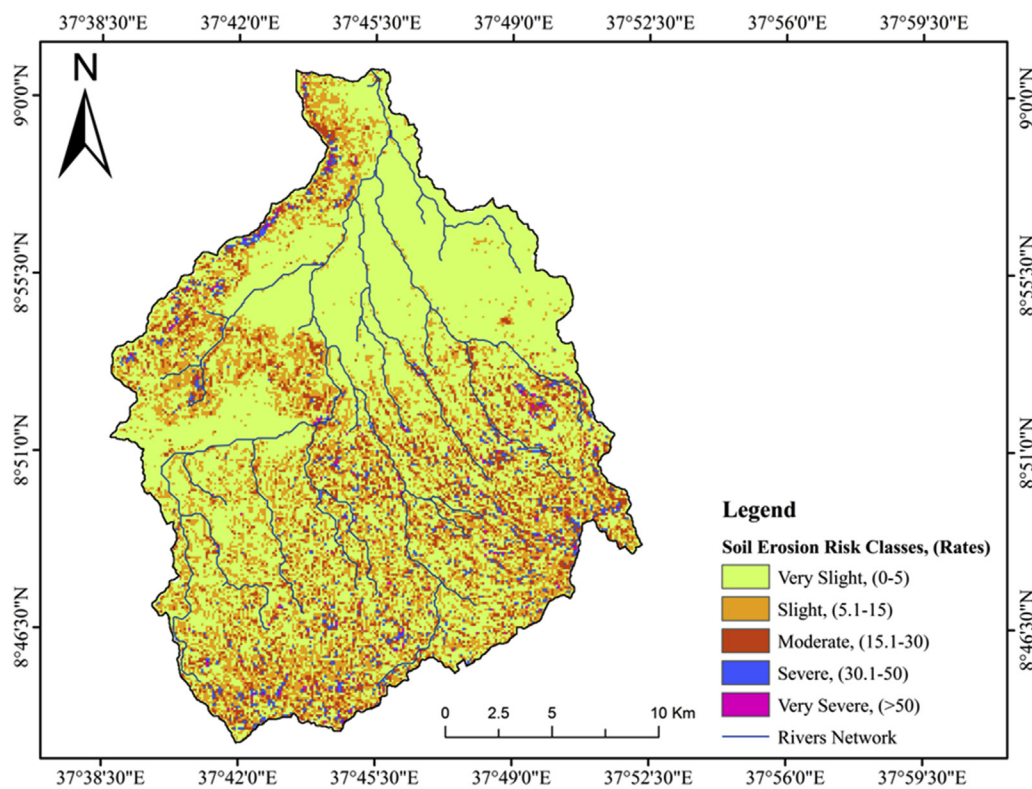 37°38'30"E 37°42'0"E 37°45'30"E 37°49'0"E 37°52'30"E 37°56'0"E 37°59'30"E
N
9°0'0"N 9°0'0"N
8°55'30"N 8°55'30"N
8°51'0"N 8°51'0"N
8°46'30"N 8°46'30"N
Legend
Soil Erosion Risk Classes, (Rates)
Very Slight, (0-5)
Slight, (5.1-15)
Moderate, (15.1-30)
Severe, (30.1-50)
Very Severe, (>50)
Rivers Network
0 2.5 5 10 Km
37°38'30"E 37°42'0"E 37°45'30"E 37°49'0"E 37°52'30"E 37°56'0"E 37°59'30"E